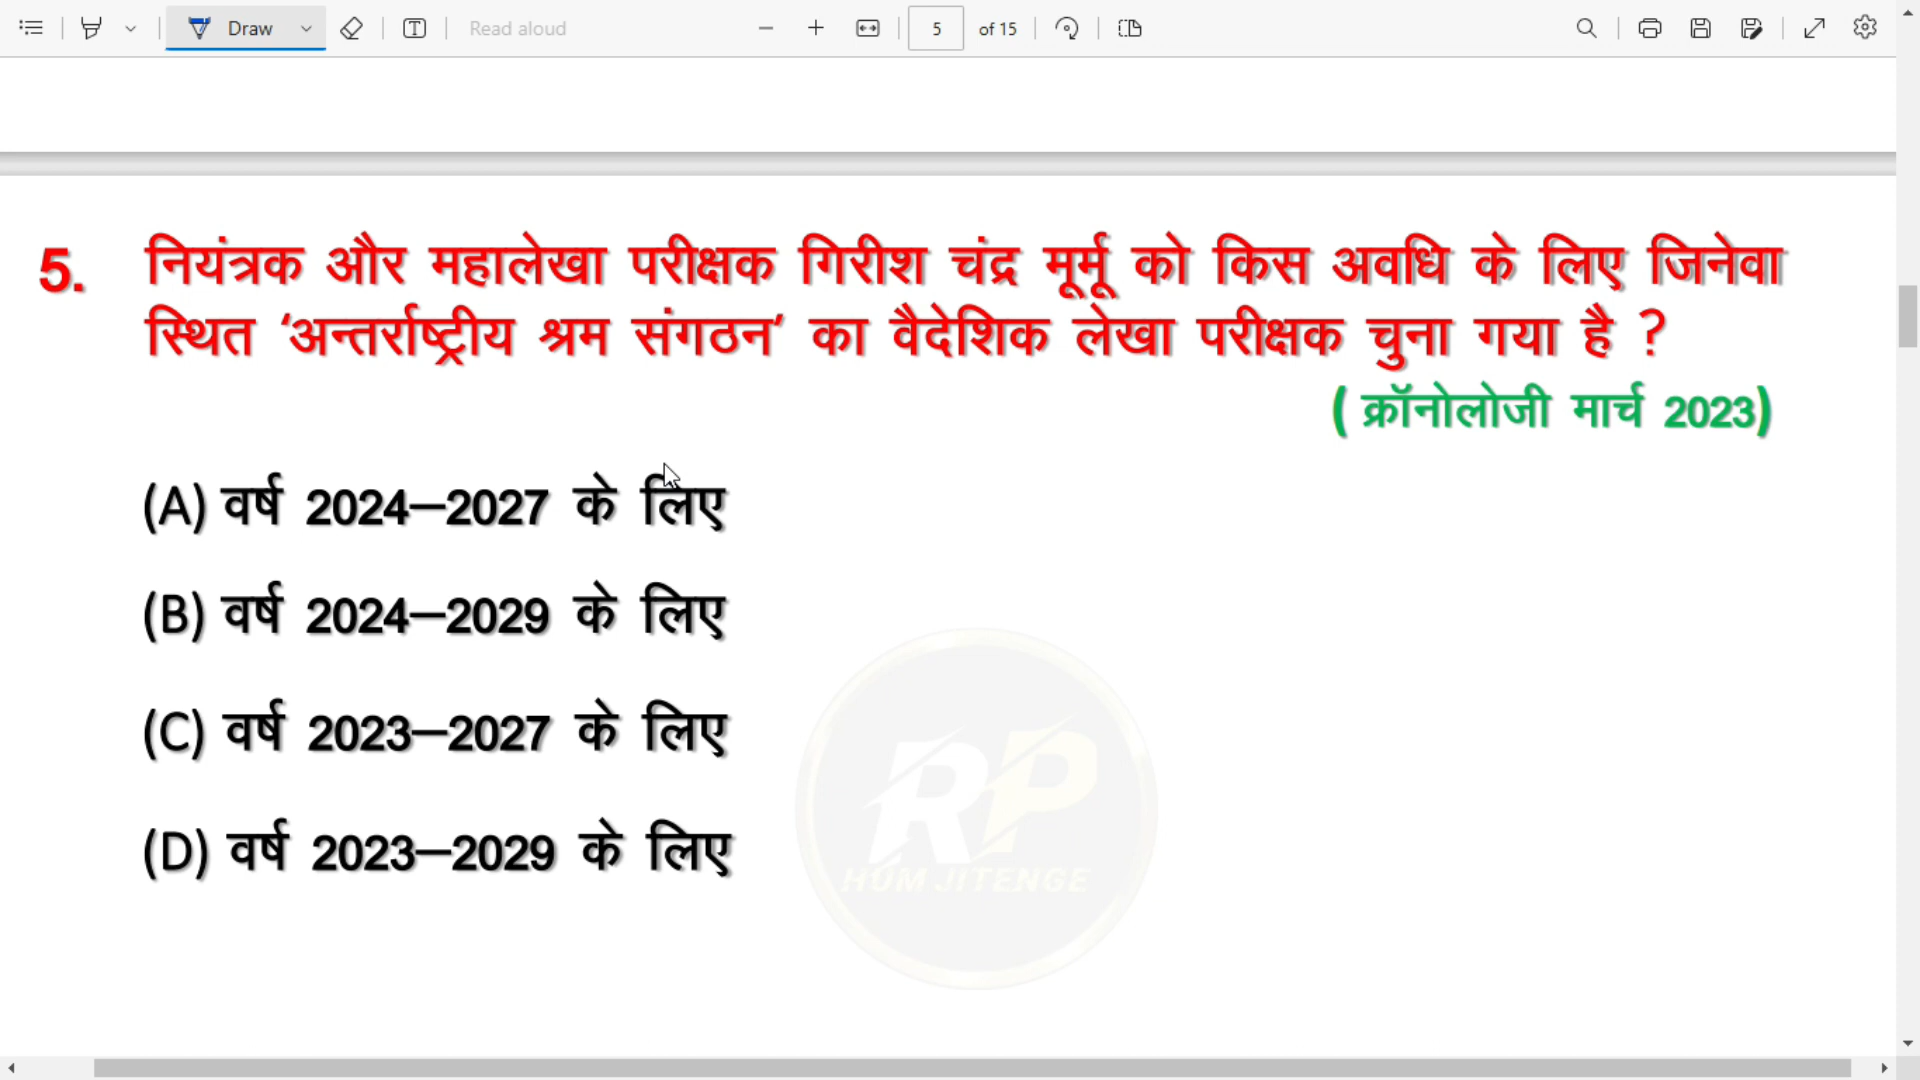 Draw Read aloud 5 of 15
5. नियंत्रक और महालेखा परीक्षक गिरीश चंद्र मूर्मू को किस अवधि के लिए जिनेवा
स्थित ‘अन्तर्राष्ट्रीय श्रम संगठन’ का वैदेशिक लेखा परीक्षक चुना गया है ?
( क्रॉनोलोजी मार्च 2023)
(A) वर्ष 2024–2027 के लिए
(B) वर्ष 2024–2029 के लिए
(C) वर्ष 2023–2027 के लिए
(D) वर्ष 2023–2029 के लिए
RP
HUM JITENGE